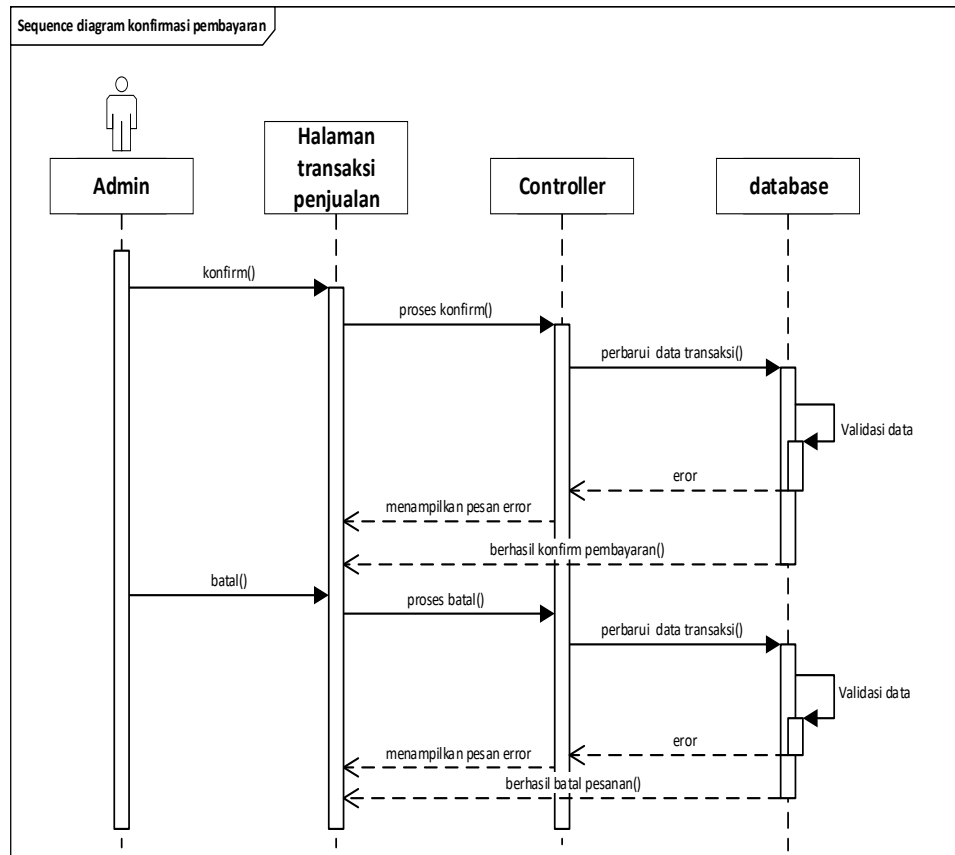 Sequence diagram konfirmasi pembayaran
Admin
Halaman
transaksi
penjualan
Controller
database
konfirm()
proses konfirm()
perbarui data transaksi()
Validasi data
eror
menampilkan pesan error
berhasil konfirm pembayaran()
batal()
proses batal()
perbarui data transaksi()
Validasi data
eror
menampilkan pesan error
berhasil batal pesanan()